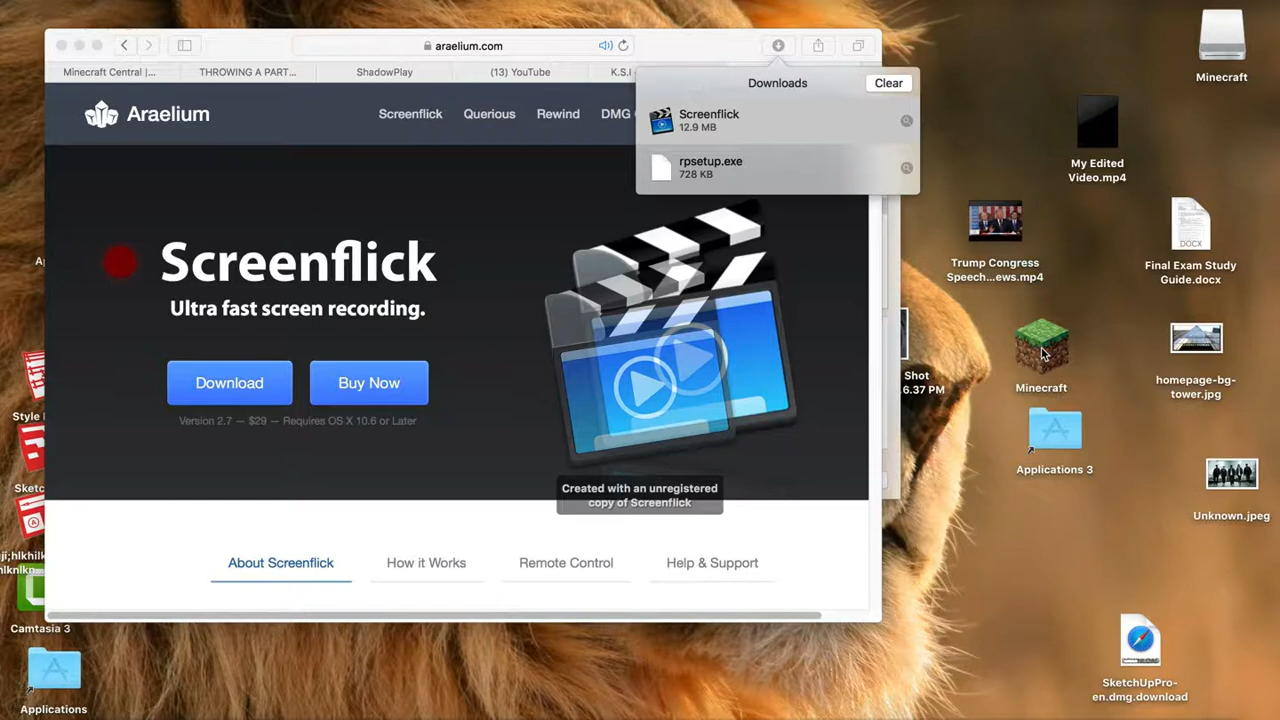 araelium.com
Minecraft Central |...
THROWING A PART...
ShadowPlay
(13) YouTube
K.S.I
Downloads
Clear
Screenflick
12.9 MB
rpsetup.exe
728 KB
Araelium
Screenflick
Querious
Rewind
DMG
Screenflick
Ultra fast screen recording.
Download
Buy Now
Version 2.7 — $29 — Requires OS X 10.6 or Later
Created with an unregistered
copy of Screenflick
About Screenflick
How it Works
Remote Control
Help & Support
Minecraft
My Edited
Video.mp4
Trump Congress
Speech...ews.mp4
DOCX
Final Exam Study
Guide.docx
Shot
6.37 PM
Minecraft
homepage-bg-
tower.jpg
Applications 3
Unknown.jpeg
SketchUpPro-
en.dmg.download
Style
Sketc
ji;hlkhilk
hlknlkn
Camtasia 3
Applications